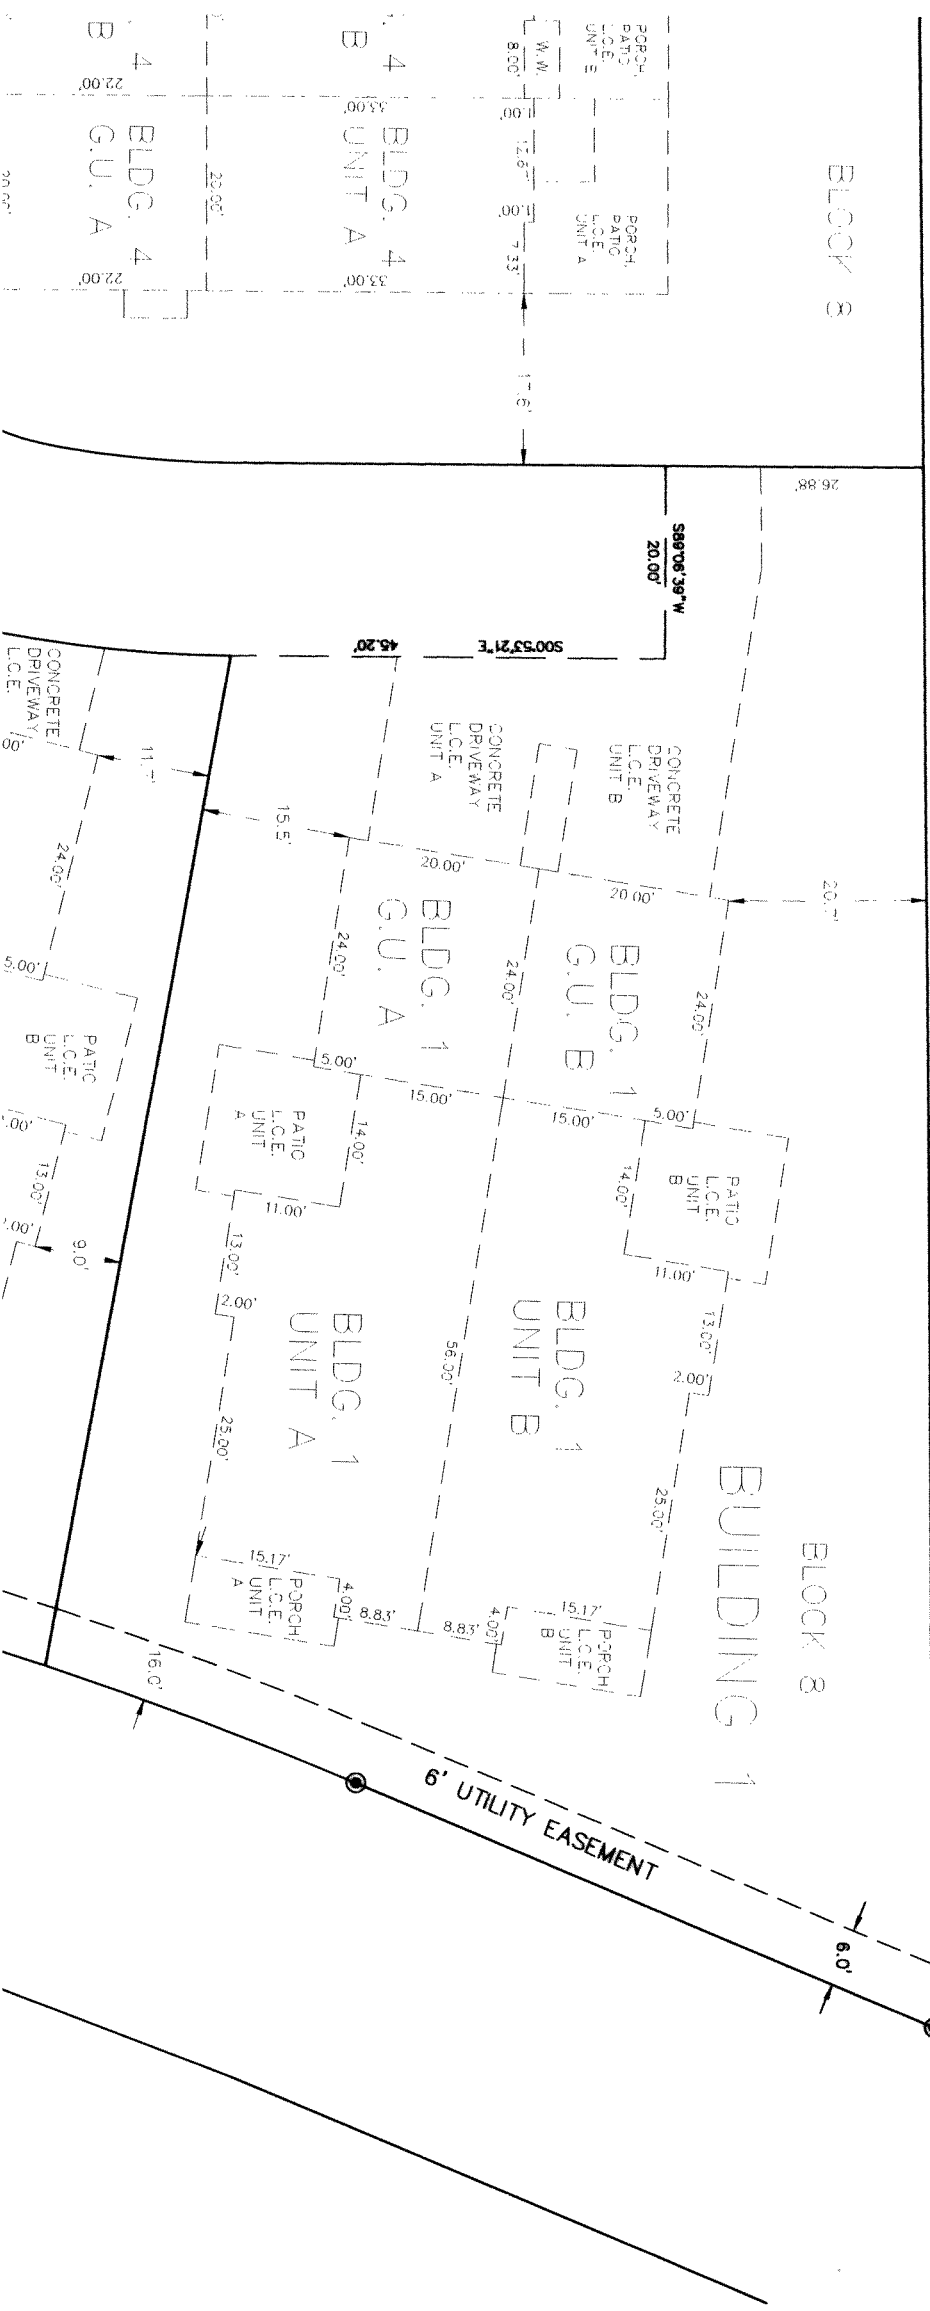 BLOCK 8
PORCH,
PATIO
L.C.E.
UNIT B
W.W.
8.00'
4
B
22.00'
33.00'
1.00'
4
B
BLDG. 4
UNIT A
BLDG. 4
G.U. A
PORCH,
PATIO
L.C.E.
UNIT A
1.00'
7.33'
20.00'
20.00'
33.00'
22.00'
17.6'
26.88'
S89°06'39"W
20.00'
S00°53'21"E
45.20'
CONCRETE
DRIVEWAY
L.C.E.
UNIT B
CONCRETE
DRIVEWAY
L.C.E.
UNIT A
CONCRETE
DRIVEWAY,
L.C.E.
11.7'
15.5'
20.7'
20.00'
20.00'
24.00'
5.00'
BLDG. 1
G.U. B
BLDG. 1
G.U. A
24.00'
24.00'
24.00'
5.00'
15.00'
15.00'
5.00'
PATIO
L.C.E.
UNIT
B
PATIO
L.C.E.
UNIT
A
PATIO
L.C.E.
UNIT
B
14.00'
14.00'
11.00'
11.00'
13.00'
9.0'
13.00'
2.00'
13.00'
2.00'
BLDG. 1
UNIT B
BLDG. 1
UNIT A
56.00'
25.00'
25.00'
BLOCK 8
BUILDING 1
15.17'
PORCH
L.C.E.
UNIT
B
4.00'
8.83'
8.83'
4.00'
15.17'
PORCH
L.C.E.
UNIT
A
16.0'
6' UTILITY EASEMENT
6.0'